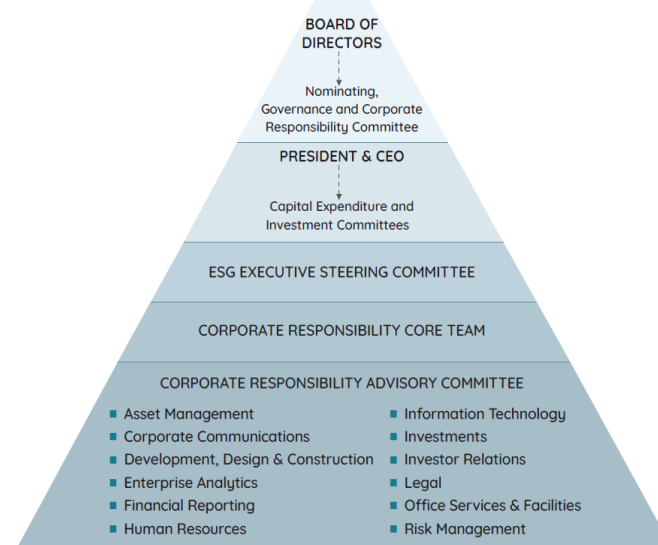 BOARD OF
DIRECTORS
Nominating,
Governance and Corporate
Responsibility Committee
PRESIDENT & CEO
Capital Expenditure and
Investment Committees
ESG EXECUTIVE STEERING COMMITTEE
CORPORATE RESPONSIBILITY CORE TEAM
CORPORATE RESPONSIBILITY ADVISORY COMMITTEE
Asset Management
Corporate Communications
Development, Design & Construction
Enterprise Analytics
Financial Reporting
Human Resources
Information Technology
Investments
Investor Relations
Legal
Office Services & Facilities
Risk Management